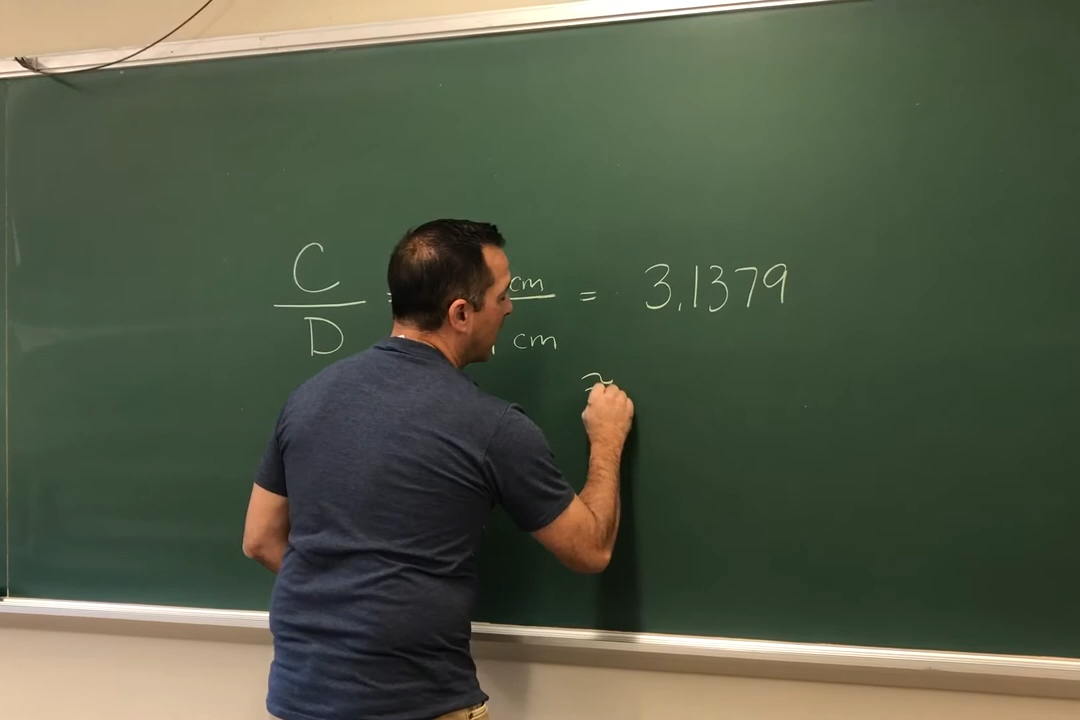 C/D = cm/cm = 3.1379
≈